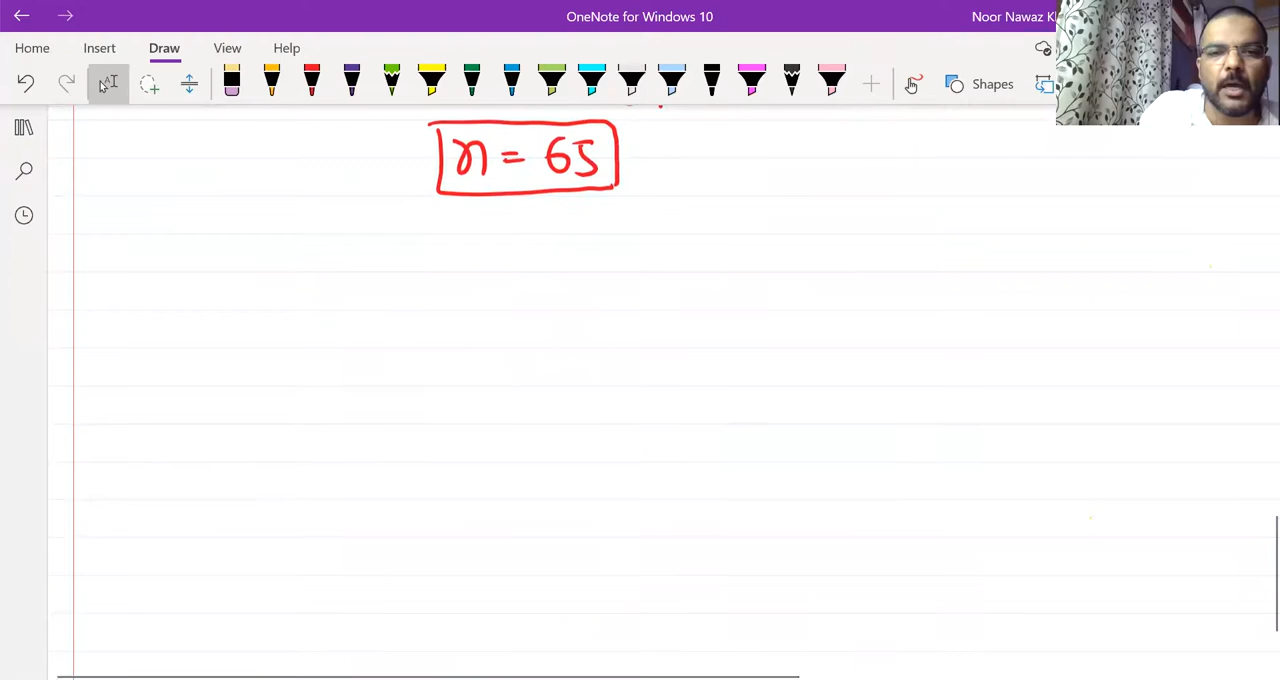 OneNote for Windows 10
Noor Nawaz
Home Insert Draw View Help
Shapes
n = 65